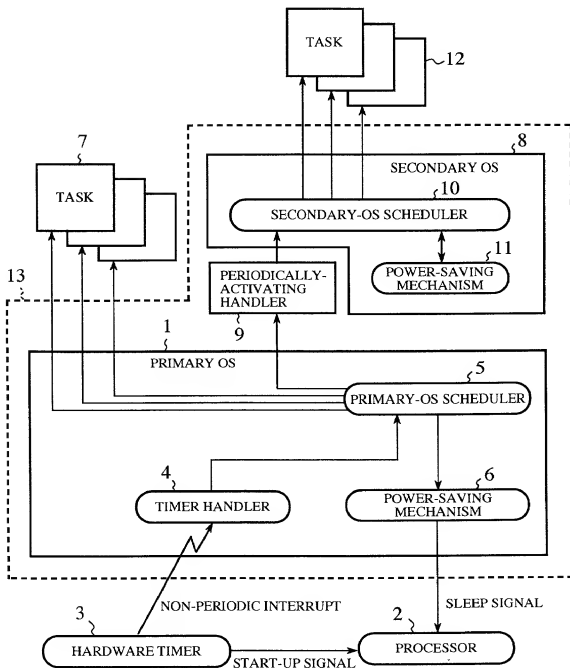 TASK
12
8
7
SECONDARY OS
10
TASK
SECONDARY-OS SCHEDULER
11
PERIODICALLY-
ACTIVATING
HANDLER
POWER-SAVING
MECHANISM
13
9
1
PRIMARY OS
5
PRIMARY-OS SCHEDULER
4
6
TIMER HANDLER
POWER-SAVING
MECHANISM
NON-PERIODIC INTERRUPT
SLEEP SIGNAL
3
2
HARDWARE TIMER
PROCESSOR
START-UP SIGNAL